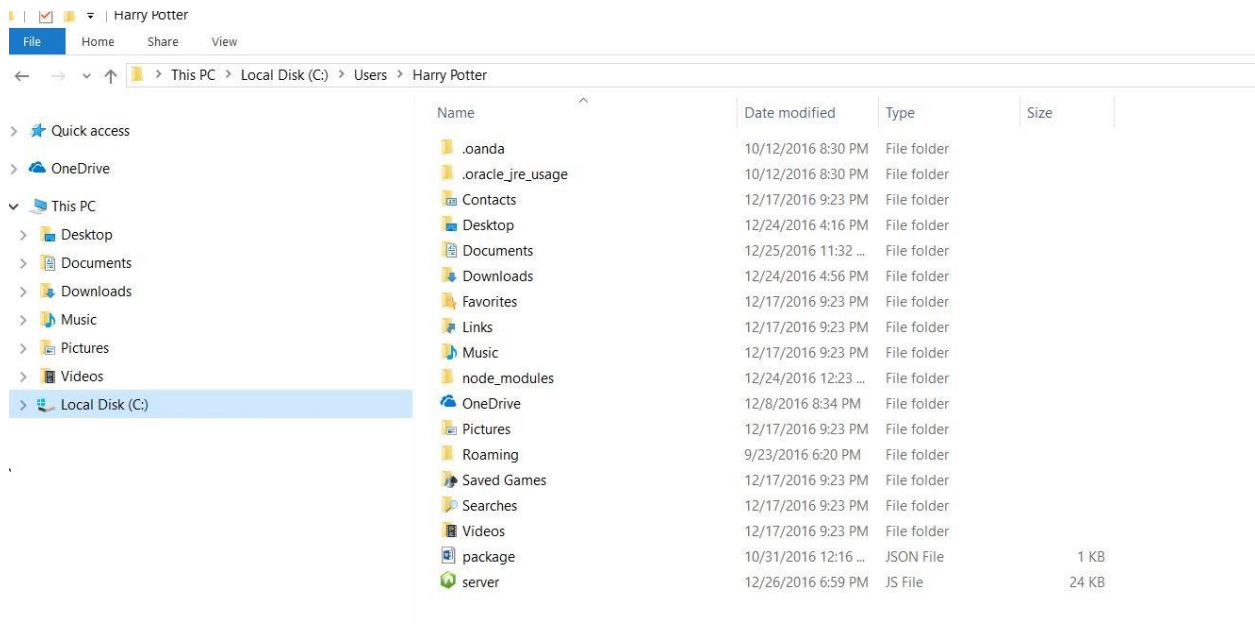 Harry Potter
File Home Share View
This PC > Local Disk (C:) > Users > Harry Potter
Quick access
OneDrive
This PC
Desktop
Documents
Downloads
Music
Pictures
Videos
Local Disk (C:)
Name Date modified Type Size
.oanda 10/12/2016 8:30 PM File folder
.oracle_jre_usage 10/12/2016 8:30 PM File folder
Contacts 12/17/2016 9:23 PM File folder
Desktop 12/24/2016 4:16 PM File folder
Documents 12/25/2016 11:32 ... File folder
Downloads 12/24/2016 4:56 PM File folder
Favorites 12/17/2016 9:23 PM File folder
Links 12/17/2016 9:23 PM File folder
Music 12/17/2016 9:23 PM File folder
node_modules 12/24/2016 12:23 ... File folder
OneDrive 12/8/2016 8:34 PM File folder
Pictures 12/17/2016 9:23 PM File folder
Roaming 9/23/2016 6:20 PM File folder
Saved Games 12/17/2016 9:23 PM File folder
Searches 12/17/2016 9:23 PM File folder
Videos 12/17/2016 9:23 PM File folder
package 10/31/2016 12:16 ... JSON File 1 KB
server 12/26/2016 6:59 PM JS File 24 KB